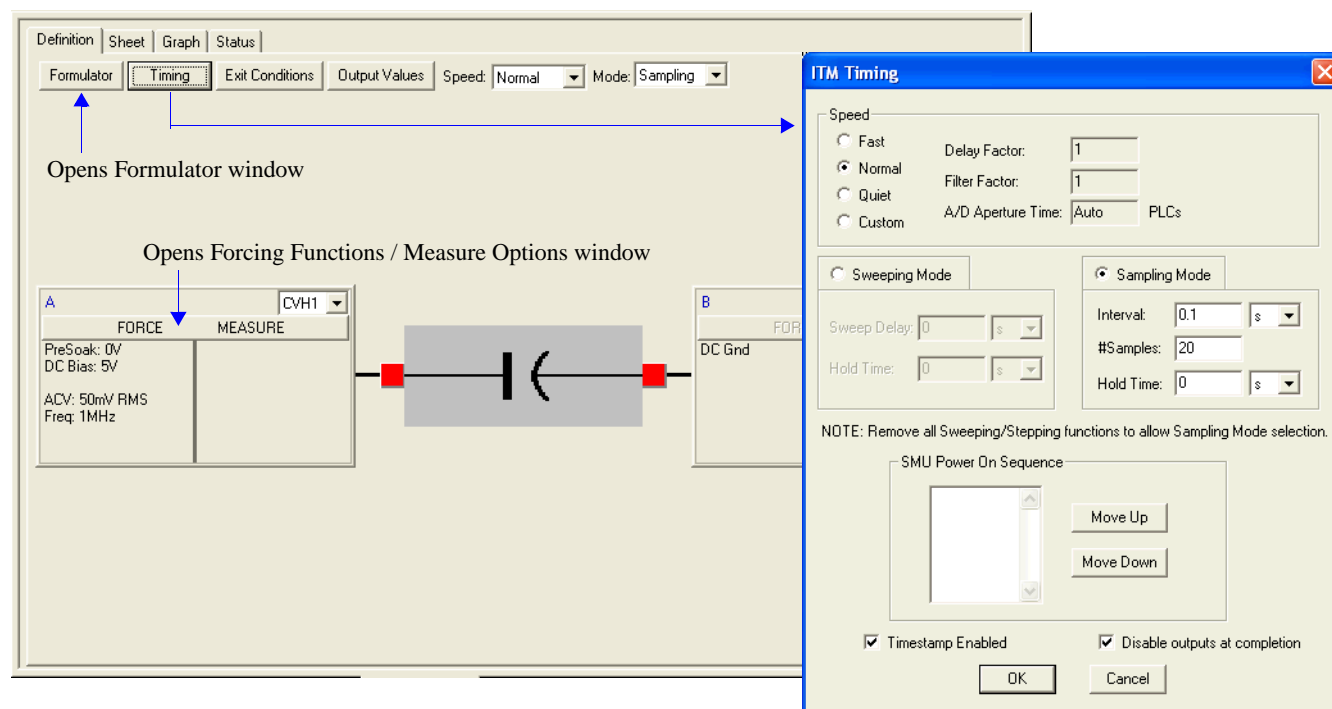 Definition Sheet Graph Status
Formulator Timing Exit Conditions Output Values Speed: Normal Mode: Sampling
Opens Formulator window
Opens Forcing Functions / Measure Options window
A CVH1
FORCE MEASURE
PreSoak: 0V
DC Bias: 5V
ACV: 50mV RMS
Freq: 1MHz
B
FOR
DC Gnd
ITM Timing
Speed
Fast
Normal
Quiet
Custom
Delay Factor: 1
Filter Factor: 1
A/D Aperture Time: Auto PLCs
Sweeping Mode
Sweep Delay: 0 s
Hold Time: 0 s
Sampling Mode
Interval: 0.1 s
#Samples: 20
Hold Time: 0 s
NOTE: Remove all Sweeping/Stepping functions to allow Sampling Mode selection.
SMU Power On Sequence
Move Up
Move Down
Timestamp Enabled Disable outputs at completion
OK Cancel